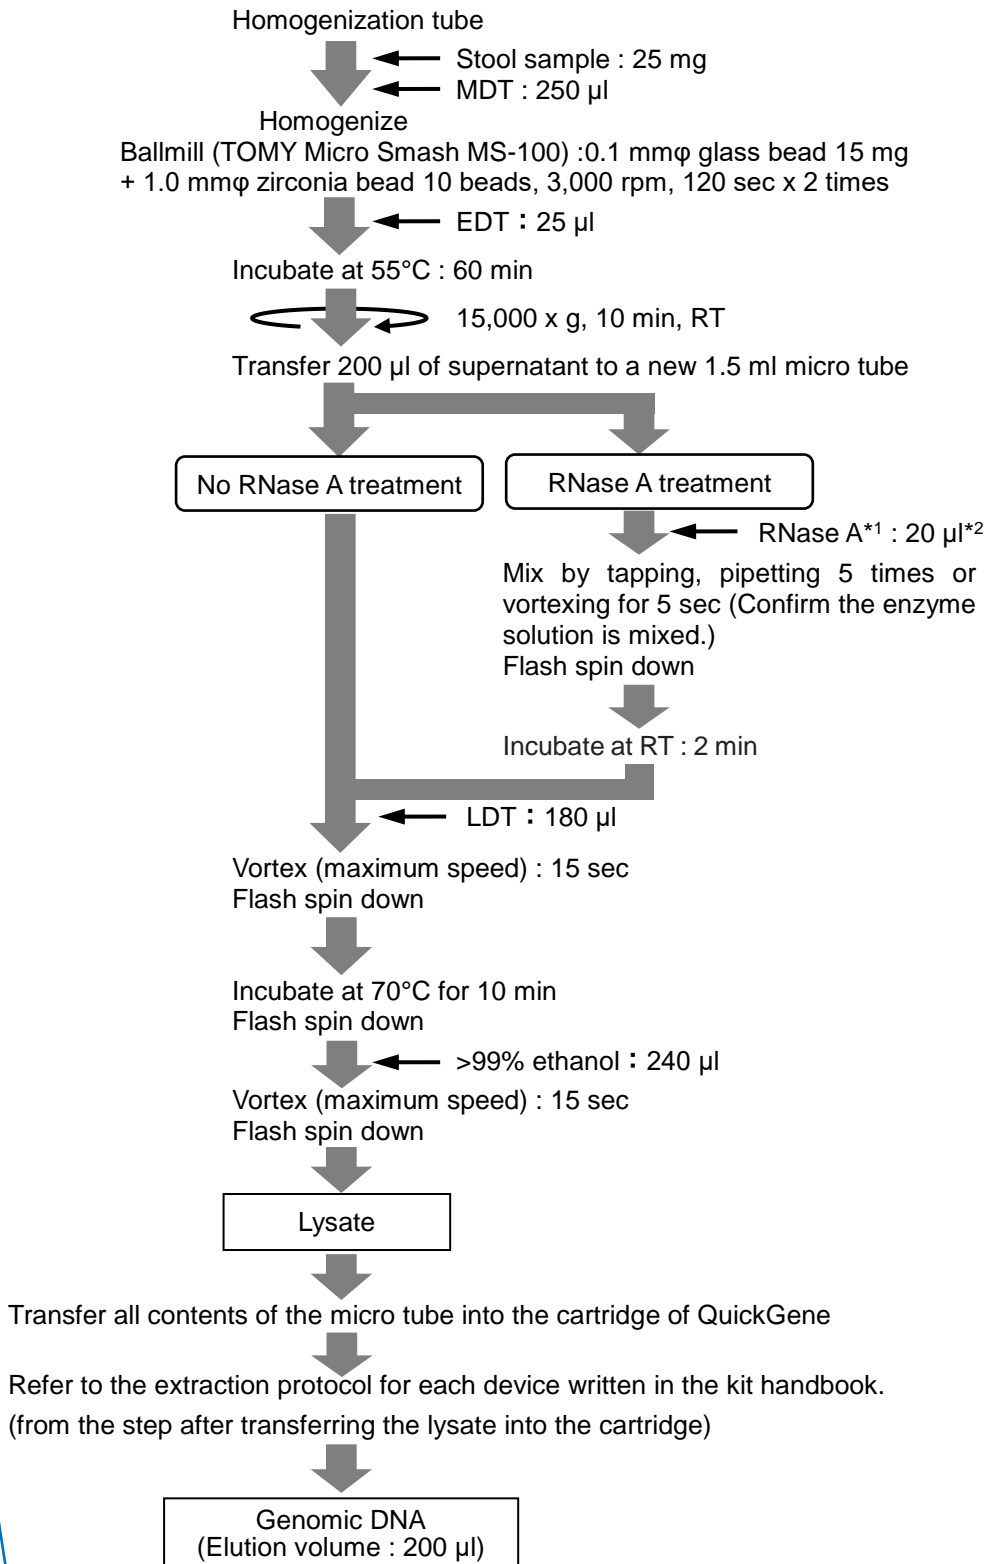 Homogenization tube
Stool sample : 25 mg
MDT : 250 µl
Homogenize
Ballmill (TOMY Micro Smash MS-100) :0.1 mmφ glass bead 15 mg
+ 1.0 mmφ zirconia bead 10 beads, 3,000 rpm, 120 sec x 2 times
EDT：25 µl
Incubate at 55°C : 60 min
15,000 x g, 10 min, RT
Transfer 200 µl of supernatant to a new 1.5 ml micro tube
No RNase A treatment
RNase A treatment
RNase A*1 : 20 µl*2
Mix by tapping, pipetting 5 times or
vortexing for 5 sec (Confirm the enzyme
solution is mixed.)
Flash spin down
Incubate at RT : 2 min
LDT：180 µl
Vortex (maximum speed) : 15 sec
Flash spin down
Incubate at 70°C for 10 min
Flash spin down
>99% ethanol：240 µl
Vortex (maximum speed) : 15 sec
Flash spin down
Lysate
Transfer all contents of the micro tube into the cartridge of QuickGene
Refer to the extraction protocol for each device written in the kit handbook.
(from the step after transferring the lysate into the cartridge)
Genomic DNA
(Elution volume : 200 µl)